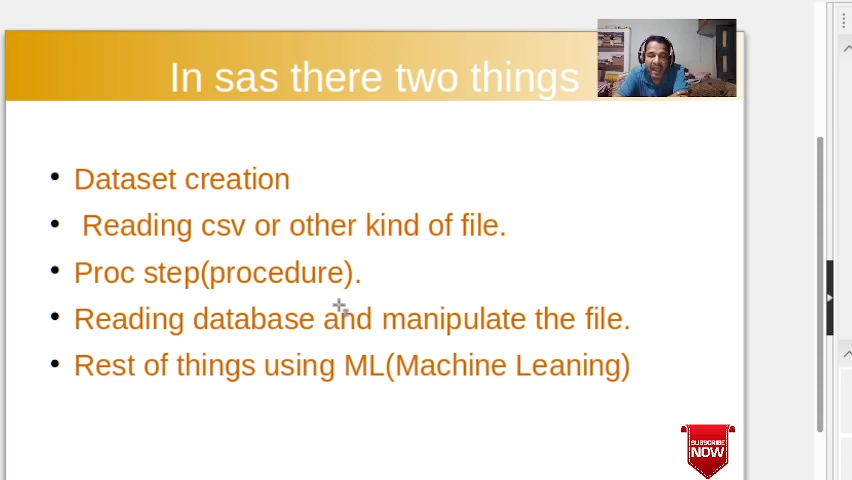 In sas there two things
• Dataset creation
• Reading csv or other kind of file.
• Proc step(procedure).
• Reading database and manipulate the file.
• Rest of things using ML(Machine Leaning)
SUBSCRIBE
NOW